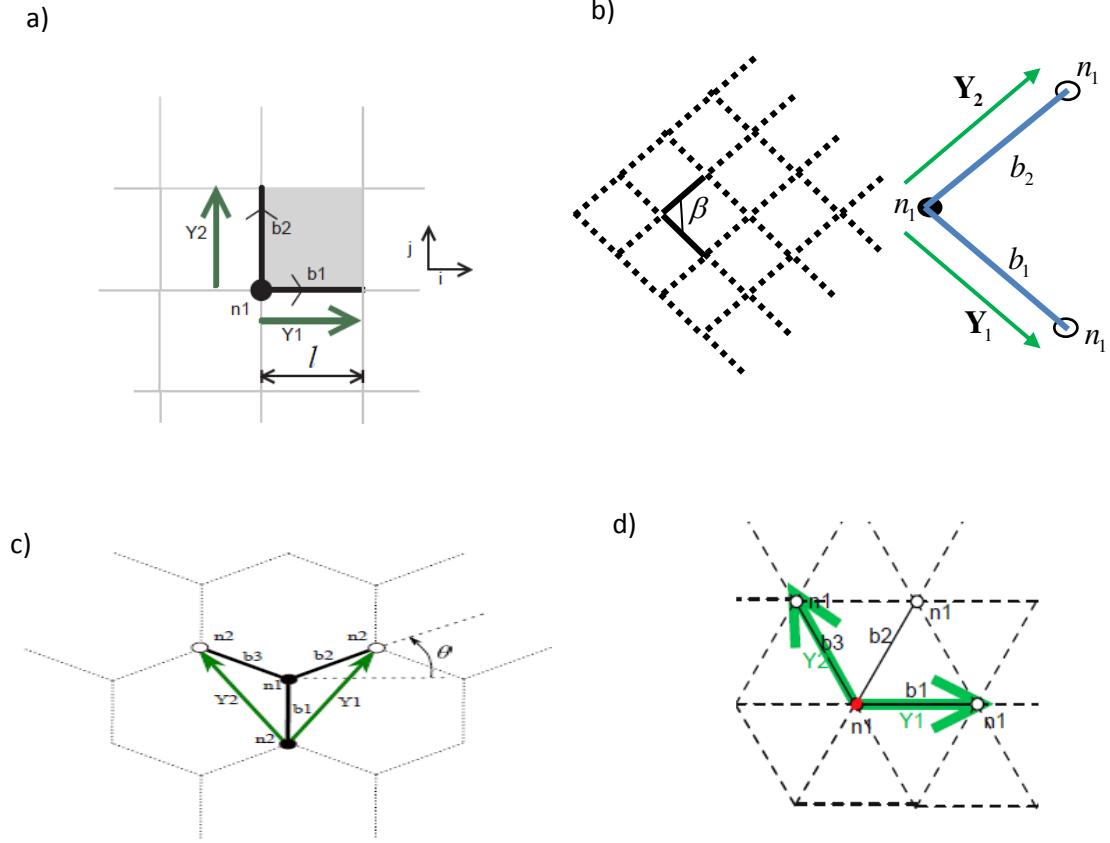 a)
Y2
b2
j
i
b1
n1
Y1
l
b)
n₁
Y₂
β
b₂
n₁
b₁
Y₁
n₁
c)
n2
n2
b3
b2
θ
n1
Y2
b1
Y1
n2
d)
n1
n1
b3
b2
Y2
b1
n1
Y1
n1